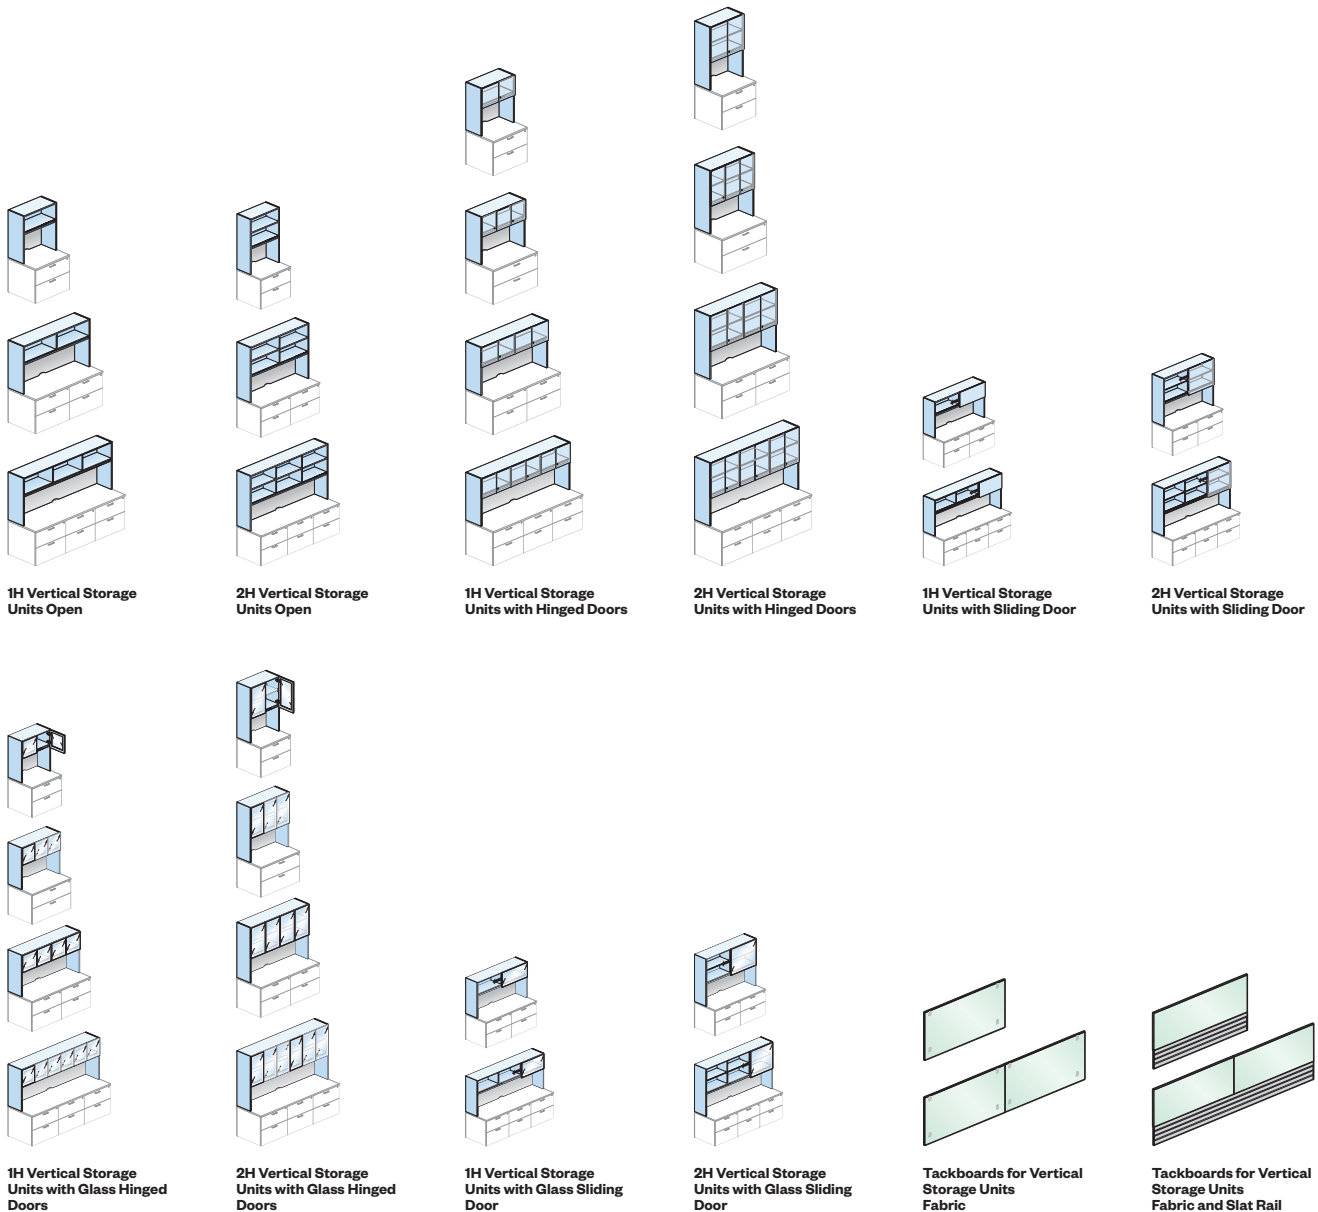 1H Vertical Storage
Units Open
2H Vertical Storage
Units Open
1H Vertical Storage
Units with Hinged Doors
2H Vertical Storage
Units with Hinged Doors
1H Vertical Storage
Units with Sliding Door
2H Vertical Storage
Units with Sliding Door
1H Vertical Storage
Units with Glass Hinged
Doors
2H Vertical Storage
Units with Glass Hinged
Doors
1H Vertical Storage
Units with Glass Sliding
Door
2H Vertical Storage
Units with Glass Sliding
Door
Tackboards for Vertical
Storage Units
Fabric
Tackboards for Vertical
Storage Units
Fabric and Slat Rail